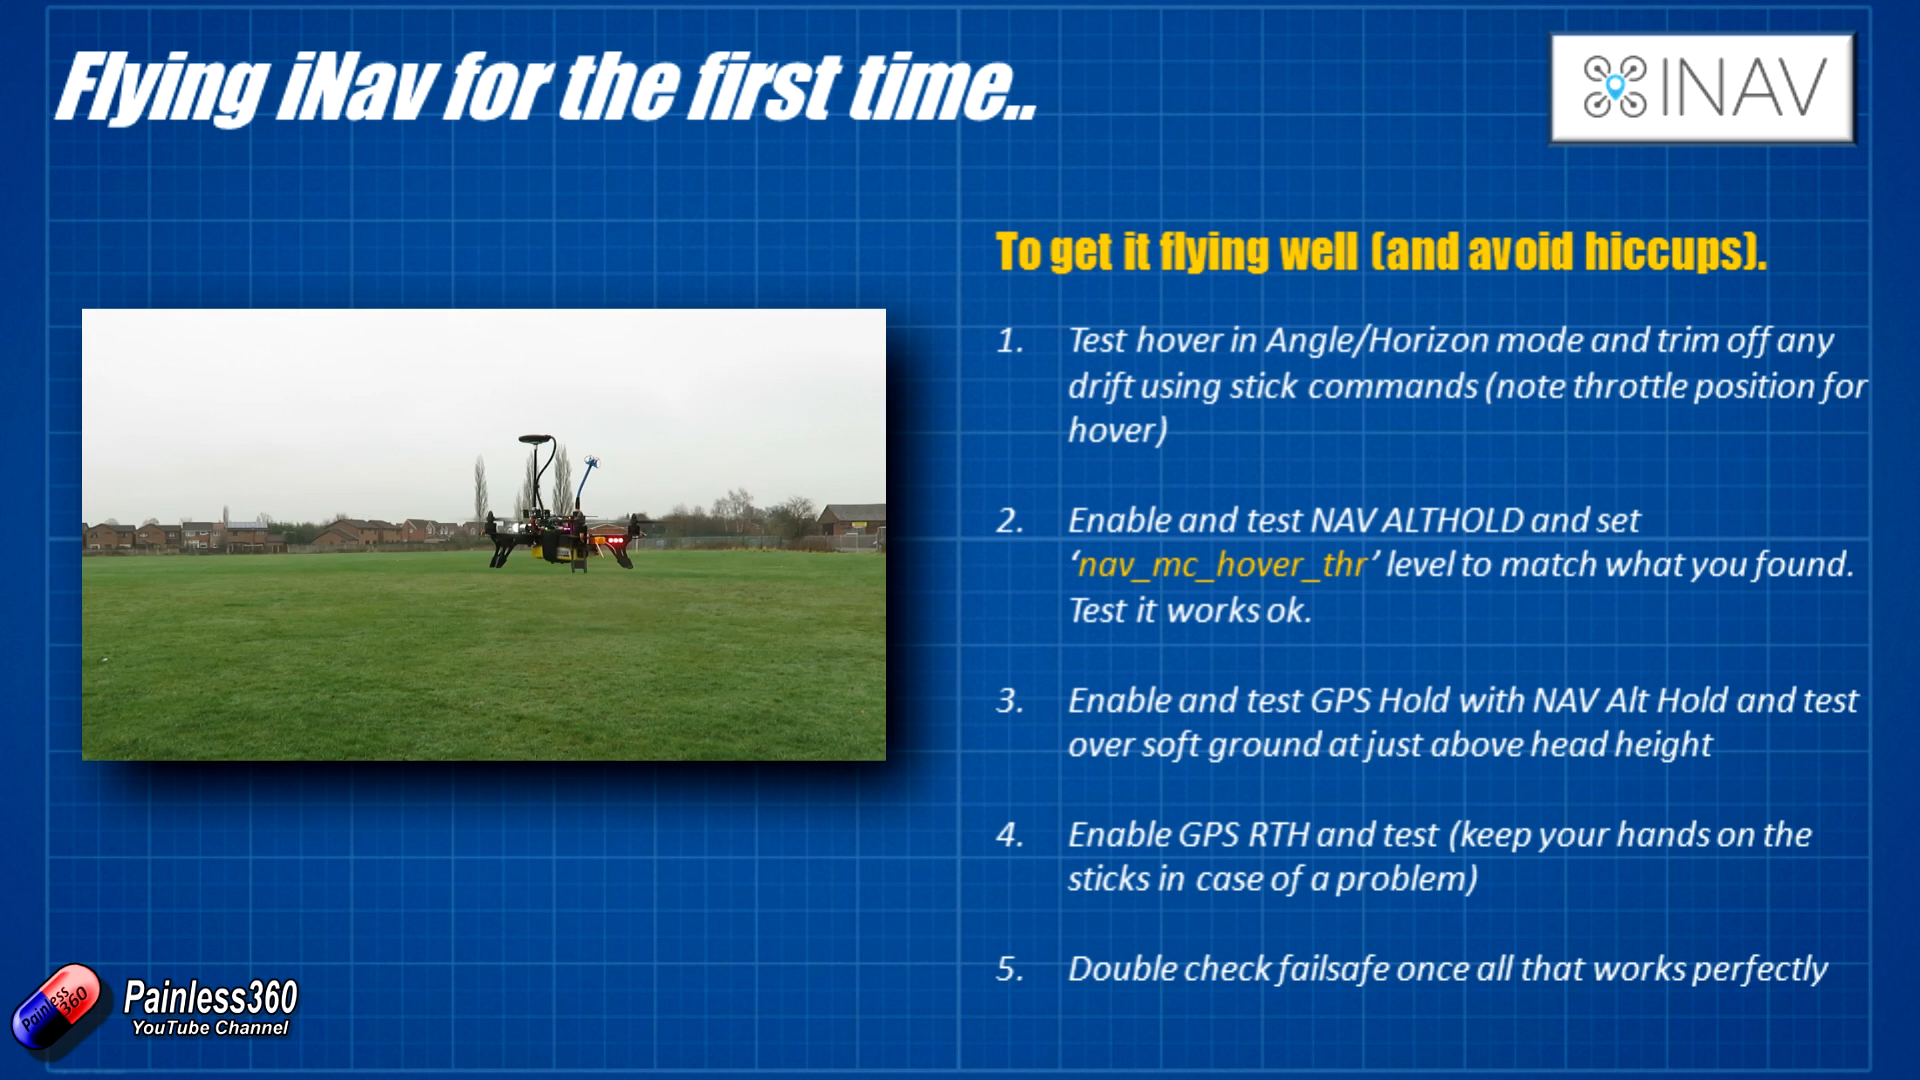 Flying iNav for the first time..
INAV
To get it flying well (and avoid hiccups).
1. Test hover in Angle/Horizon mode and trim off any
drift using stick commands (note throttle position for
hover)
2. Enable and test NAV ALTHOLD and set
‘nav_mc_hover_thr’ level to match what you found.
Test it works ok.
3. Enable and test GPS Hold with NAV Alt Hold and test
over soft ground at just above head height
4. Enable GPS RTH and test (keep your hands on the
sticks in case of a problem)
5. Double check failsafe once all that works perfectly
Painless
360
Painless360
YouTube Channel